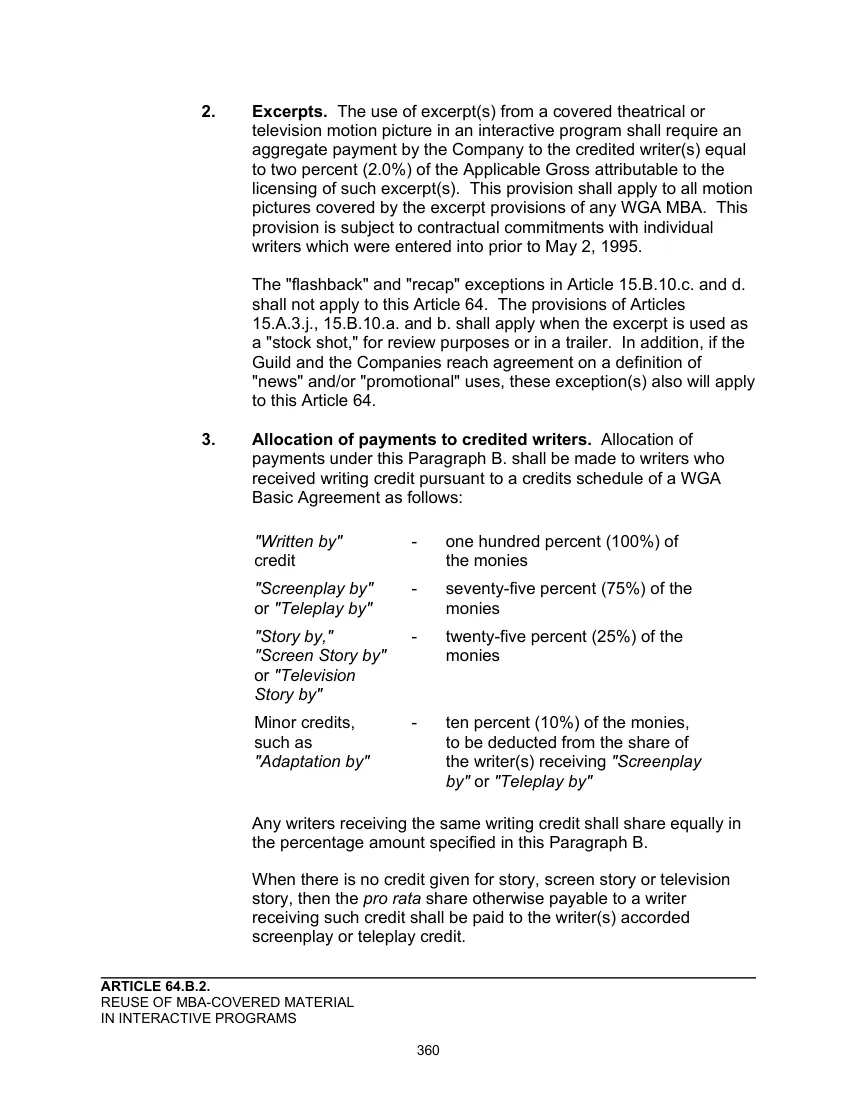 2. Excerpts. The use of excerpt(s) from a covered theatrical or
television motion picture in an interactive program shall require an
aggregate payment by the Company to the credited writer(s) equal
to two percent (2.0%) of the Applicable Gross attributable to the
licensing of such excerpt(s). This provision shall apply to all motion
pictures covered by the excerpt provisions of any WGA MBA. This
provision is subject to contractual commitments with individual
writers which were entered into prior to May 2, 1995.
The "flashback" and "recap" exceptions in Article 15.B.10.c. and d.
shall not apply to this Article 64. The provisions of Articles
15.A.3.j., 15.B.10.a. and b. shall apply when the excerpt is used as
a "stock shot," for review purposes or in a trailer. In addition, if the
Guild and the Companies reach agreement on a definition of
"news" and/or "promotional" uses, these exception(s) also will apply
to this Article 64.
3. Allocation of payments to credited writers. Allocation of
payments under this Paragraph B. shall be made to writers who
received writing credit pursuant to a credits schedule of a WGA
Basic Agreement as follows:
"Written by" - one hundred percent (100%) of
credit the monies
"Screenplay by" - seventy-five percent (75%) of the
or "Teleplay by" monies
"Story by," - twenty-five percent (25%) of the
"Screen Story by" monies
or "Television
Story by"
Minor credits, - ten percent (10%) of the monies,
such as to be deducted from the share of
"Adaptation by" the writer(s) receiving "Screenplay
by" or "Teleplay by"
Any writers receiving the same writing credit shall share equally in
the percentage amount specified in this Paragraph B.
When there is no credit given for story, screen story or television
story, then the pro rata share otherwise payable to a writer
receiving such credit shall be paid to the writer(s) accorded
screenplay or teleplay credit.
ARTICLE 64.B.2.
REUSE OF MBA-COVERED MATERIAL
IN INTERACTIVE PROGRAMS
360